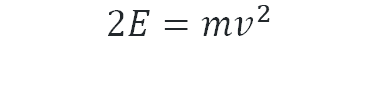 2E = mv²